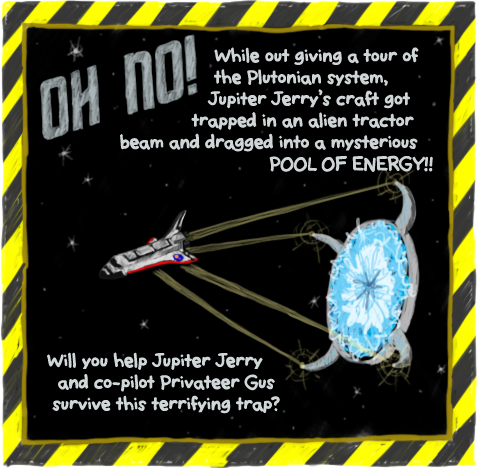 OH NO!
While out giving a tour of
the Plutonian system,
Jupiter Jerry's craft got
trapped in an alien tractor
beam and dragged into a mysterious
POOL OF ENERGY!!
Will you help Jupiter Jerry
and co-pilot Privateer Gus
survive this terrifying trap?